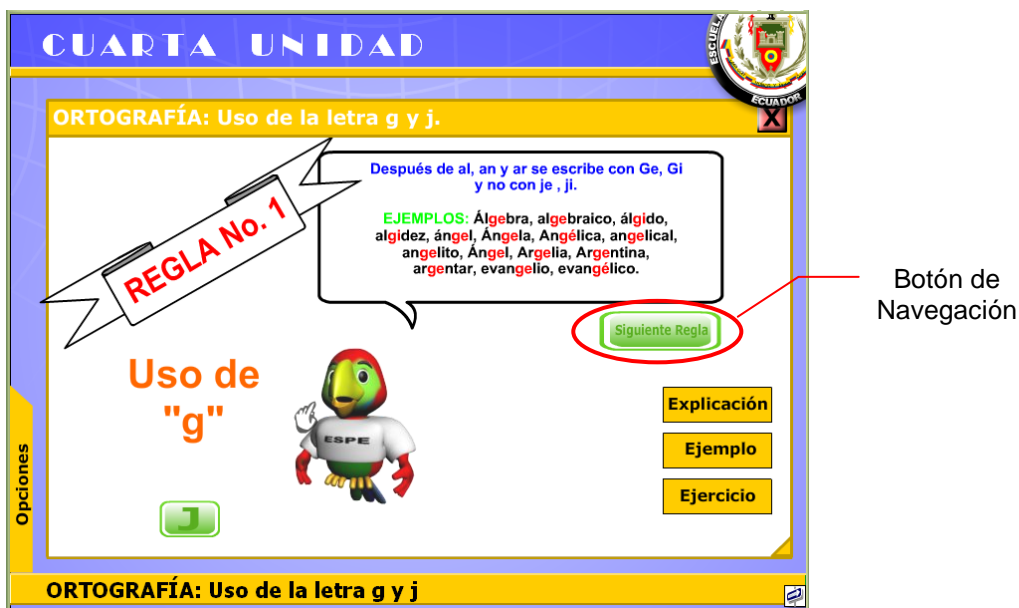 CUARTA UNIDAD
ESCUELA
ECUADOR
ORTOGRAFÍA: Uso de la letra g y j.
X
REGLA No. 1
Después de al, an y ar se escribe con Ge, Gi
y no con je , ji.
EJEMPLOS: Álgebra, algebraico, álgido,
algidez, ángel, Ángela, Angélica, angelical,
angelito, Ángel, Argelia, Argentina,
argentar, evangelio, evangélico.
Siguiente Regla
Botón de
Navegación
Uso de
"g"
ESPE
Explicación
Ejemplo
Ejercicio
Opciones
J
ORTOGRAFÍA: Uso de la letra g y j